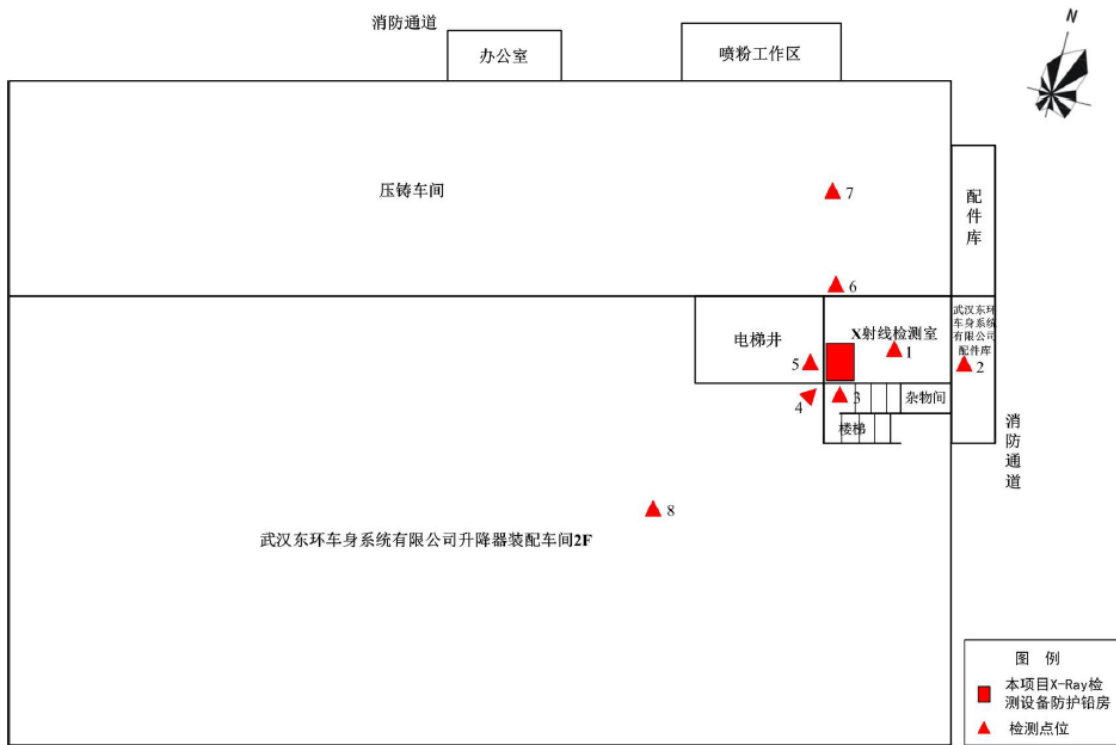 消防通道
办公室
喷粉工作区
N
压铸车间
7
配
件
库
6
电梯井
X射线检测室
武汉东环
车身系统
有限公司
配件库
1
5
2
4
3
杂物间
楼梯
消
防
通
道
8
武汉东环车身系统有限公司升降器装配车间2F
图 例
本项目X-Ray检
测设备防护铅房
检测点位